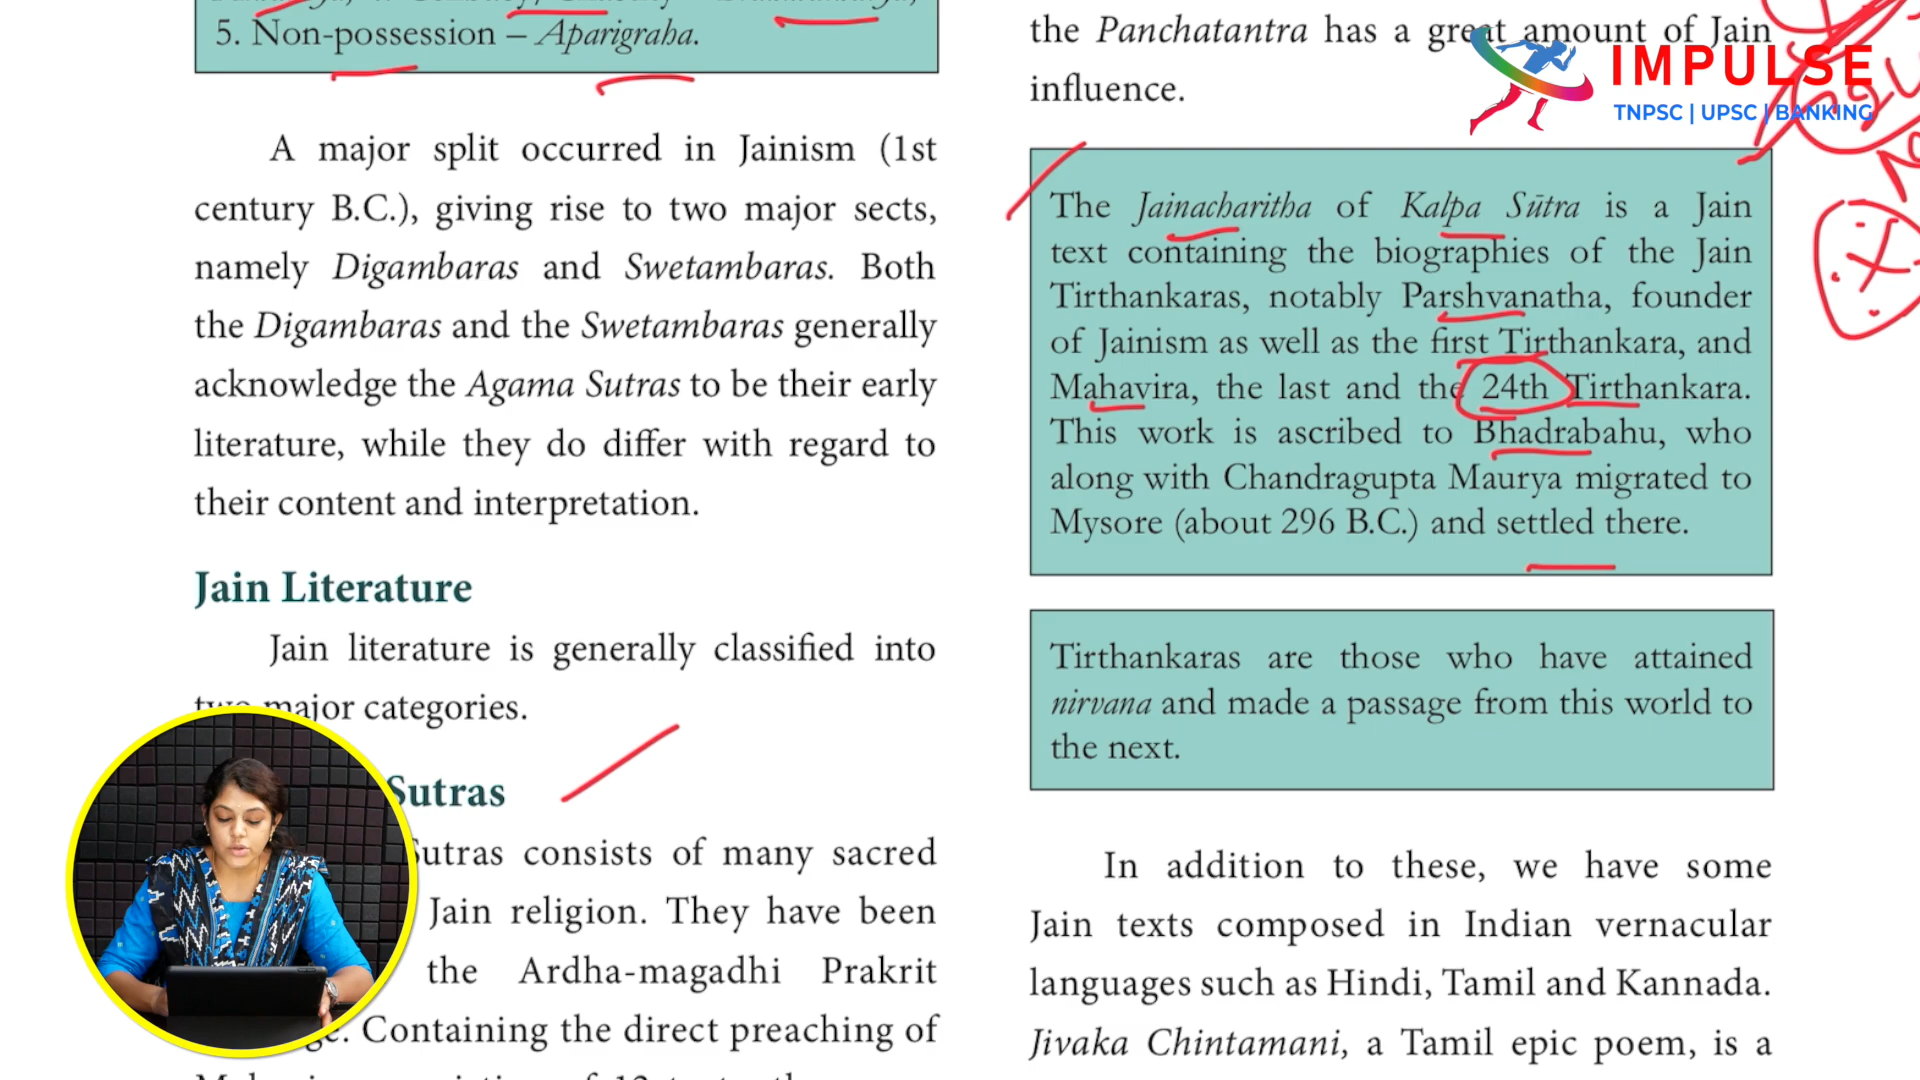 5. Non-possession – Aparigraha.
A major split occurred in Jainism (1st
century B.C.), giving rise to two major sects,
namely Digambaras and Swetambaras. Both
the Digambaras and the Swetambaras generally
acknowledge the Agama Sutras to be their early
literature, while they do differ with regard to
their content and interpretation.
Jain Literature
Jain literature is generally classified into
two major categories.
Sutras
Sutras consists of many sacred
Jain religion. They have been
the Ardha-magadhi Prakrit
Containing the direct preaching of
the Panchatantra has a great amount of Jain
influence.
IMPULSE
TNPSC | UPSC | BANKING
The Jainacharitha of Kalpa Sūtra is a Jain
text containing the biographies of the Jain
Tirthankaras, notably Parshvanatha, founder
of Jainism as well as the first Tirthankara, and
Mahavira, the last and the 24th Tirthankara.
This work is ascribed to Bhadrabahu, who
along with Chandragupta Maurya migrated to
Mysore (about 296 B.C.) and settled there.
Tirthankaras are those who have attained
nirvana and made a passage from this world to
the next.
In addition to these, we have some
Jain texts composed in Indian vernacular
languages such as Hindi, Tamil and Kannada.
Jivaka Chintamani, a Tamil epic poem, is a